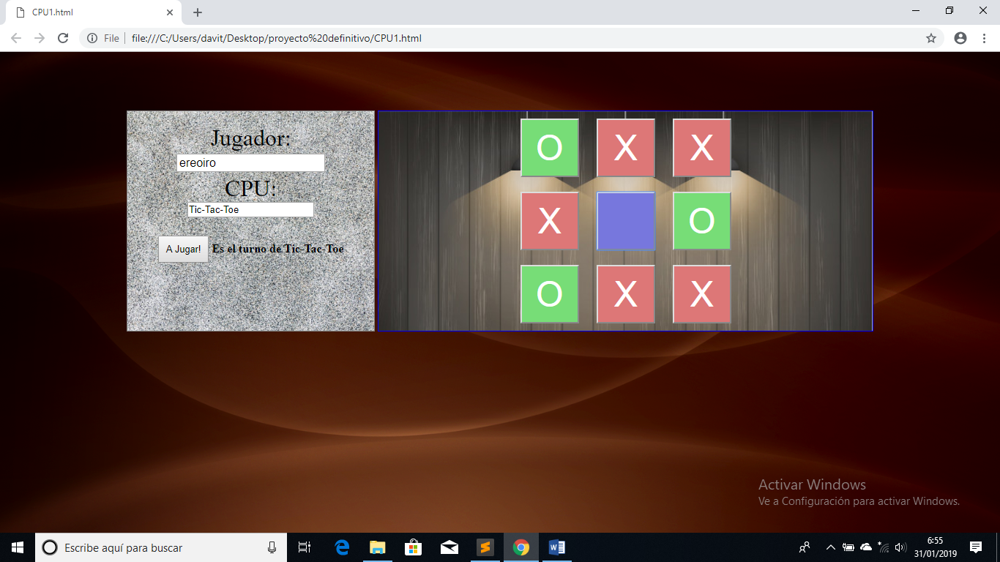 CPU1.html
File
file:///C:/Users/davit/Desktop/proyecto%20definitivo/CPU1.html
Jugador:
ereoiro
CPU:
Tic-Tac-Toe
A Jugar! Es el turno de Tic-Tac-Toe
O X X
X O
O X X
Activar Windows
Ve a Configuración para activar Windows.
Escribe aquí para buscar
6:55
31/01/2019